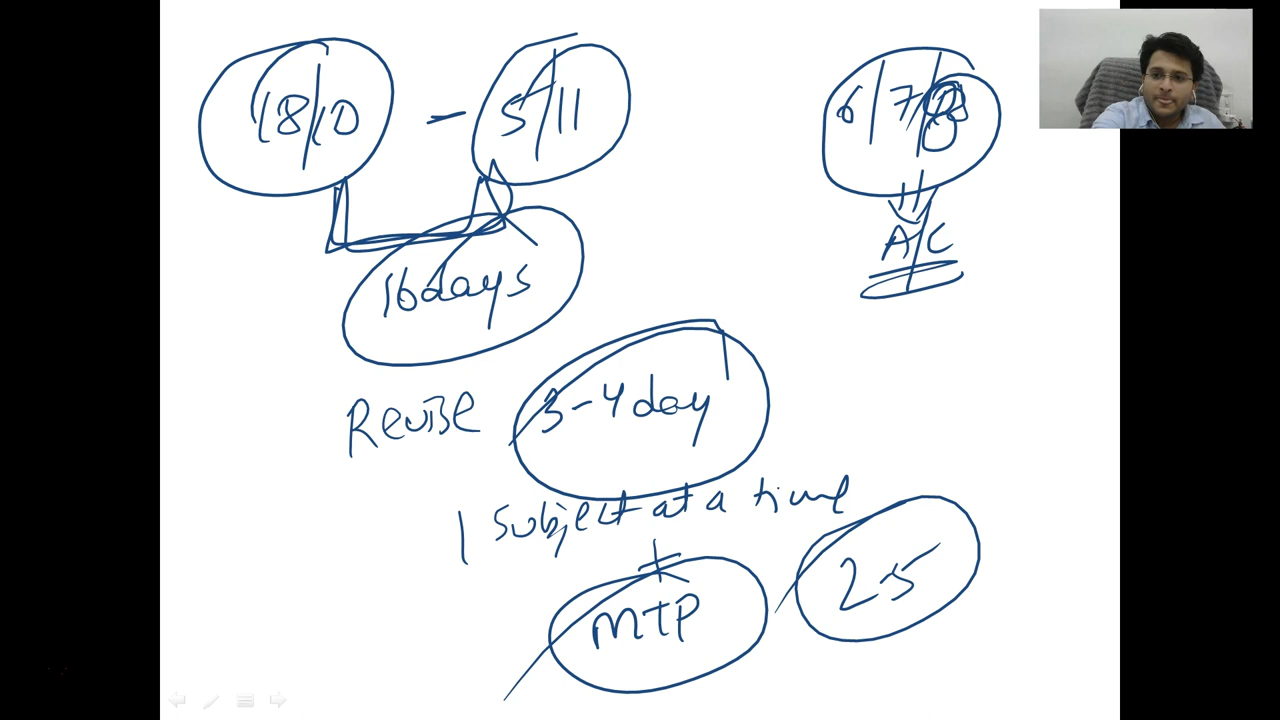 18/10 - 5/11
6/7/8
A/C
16 days
Revise 3-4 day
1 Subject at a time
+
MTP 2-5